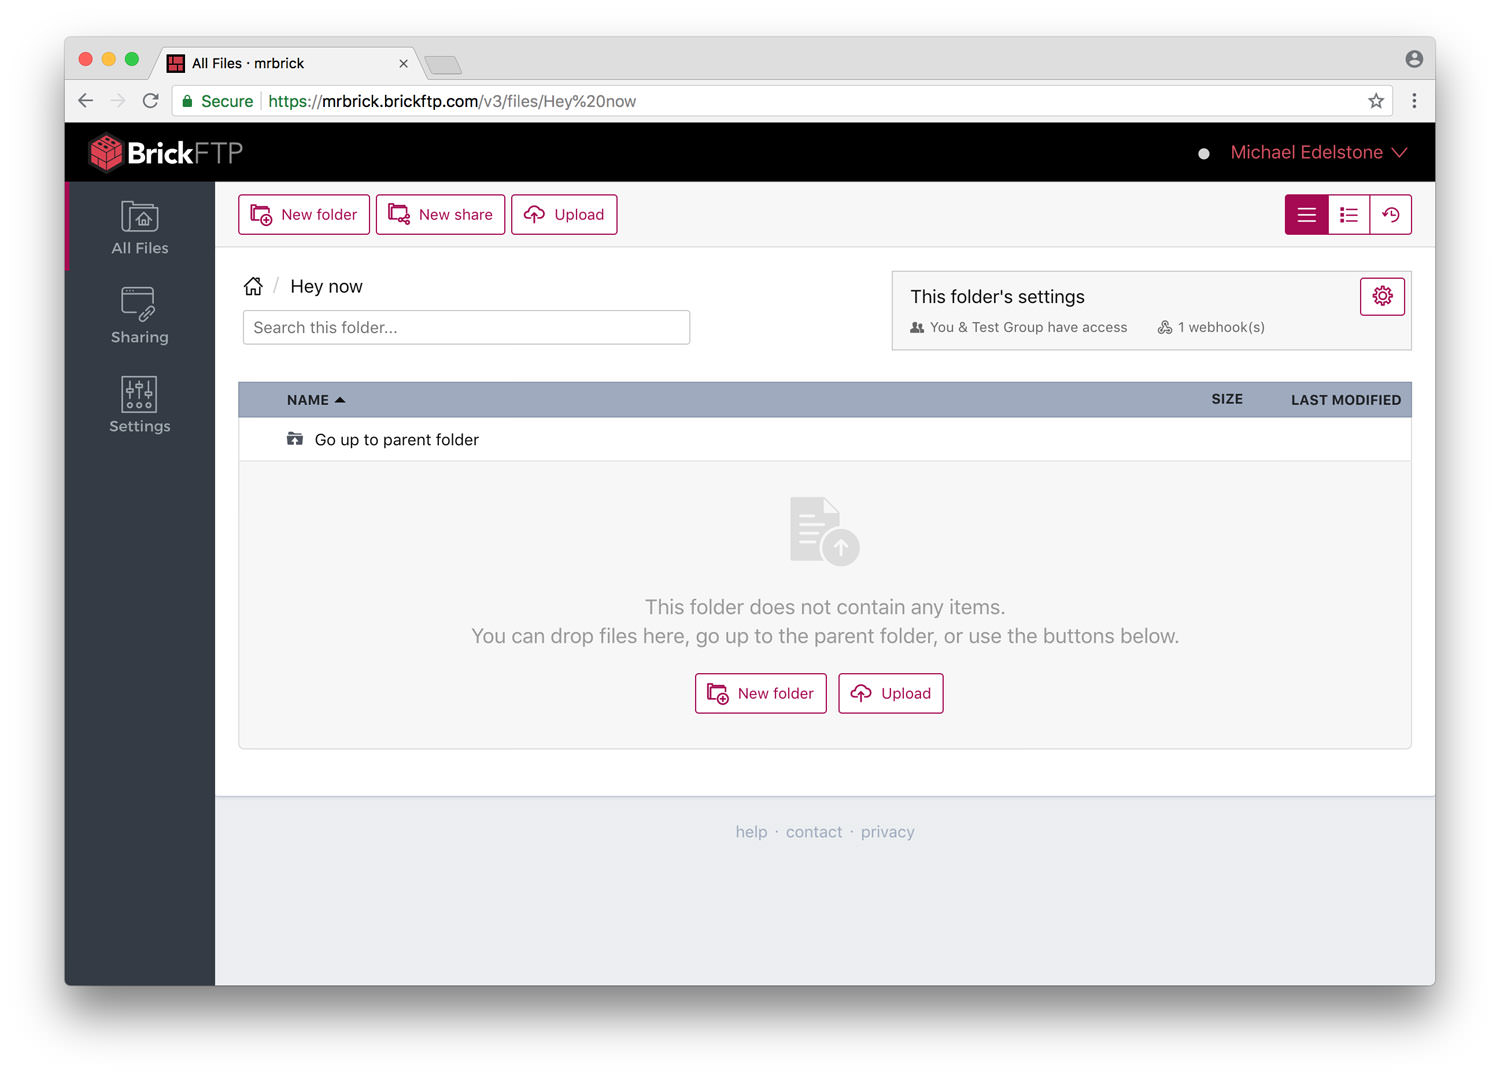 All Files · mrbrick
Secure https://mrbrick.brickftp.com/v3/files/Hey%20now
BrickFTP
Michael Edelstone
All Files
Sharing
Settings
New folder New share Upload
/ Hey now
Search this folder...
This folder's settings
You & Test Group have access 1 webhook(s)
NAME SIZE LAST MODIFIED
Go up to parent folder
This folder does not contain any items.
You can drop files here, go up to the parent folder, or use the buttons below.
New folder Upload
help · contact · privacy